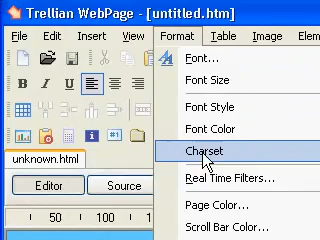 Trellian WebPage - [untitled.htm]
File Edit View Insert Format Table Image Elem
B I U
#1
unknown.html
Editor Source
50 100
Font...
Font Size
Font Style
Font Color
Charset
Real Time Filters...
Page Color...
Scroll Bar Color...